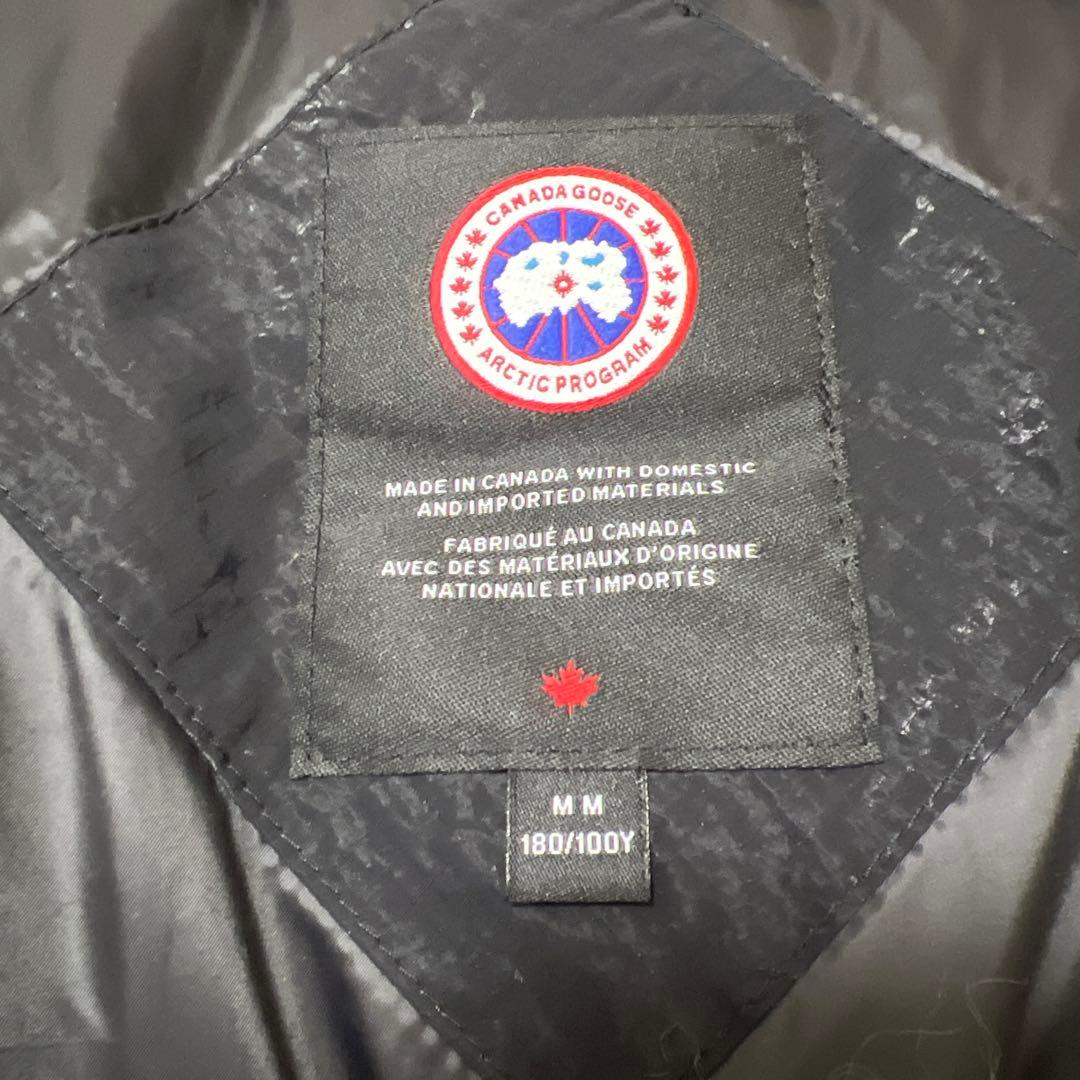 CANADA GOOSE
ARCTIC PROGRAM
MADE IN CANADA WITH DOMESTIC
AND IMPORTED MATERIALS
FABRIQUÉ AU CANADA
AVEC DES MATÉRIAUX D'ORIGINE
NATIONALE ET IMPORTÉS
M M
180/100Y